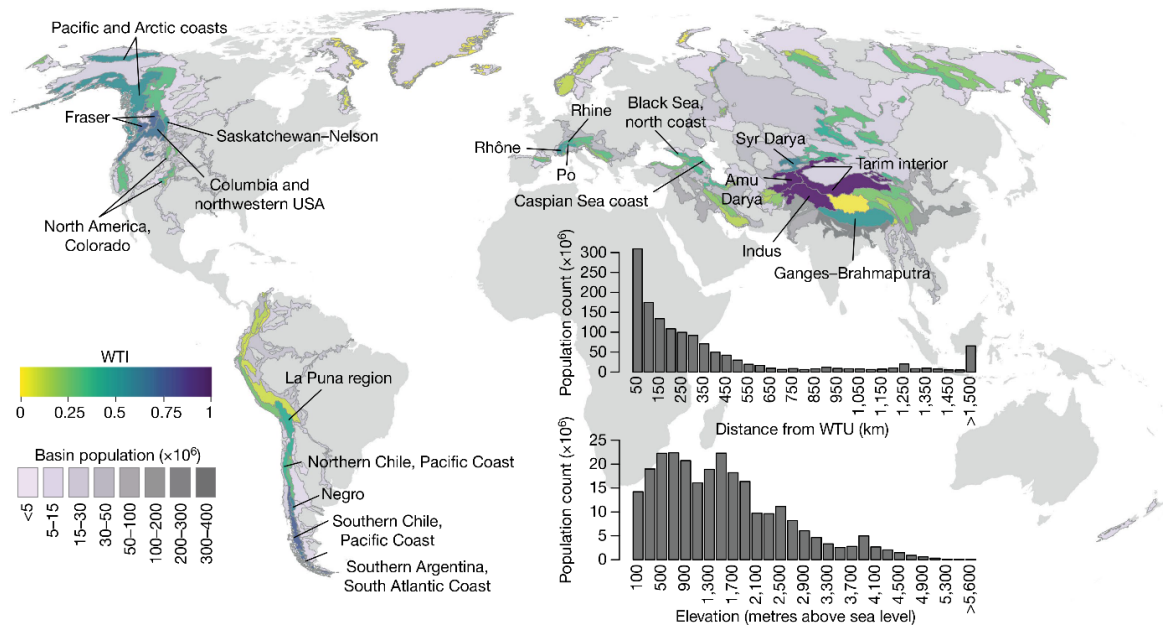 Pacific and Arctic coasts
Fraser
Saskatchewan–Nelson
Columbia and
northwestern USA
North America,
Colorado
Rhine
Rhône
Po
Black Sea,
north coast
Caspian Sea coast
Syr Darya
Tarim interior
Amu
Darya
Indus
Ganges–Brahmaputra
La Puna region
Northern Chile, Pacific Coast
Negro
Southern Chile,
Pacific Coast
Southern Argentina,
South Atlantic Coast
WTI
0 0.25 0.5 0.75 1
Basin population (×10⁶)
<5 5–15 15–30 30–50 50–100 100–200 200–300 300–400
Population count (×10⁶)
300
250
200
150
100
50
0
50 150 250 350 450 550 650 750 850 950 1,050 1,150 1,250 1,350 1,450 >1,500
Distance from WTU (km)
Population count (×10⁶)
25
20
15
10
5
0
100 500 900 1,300 1,700 2,100 2,500 2,900 3,300 3,700 4,100 4,500 4,900 5,300 >5,600
Elevation (metres above sea level)